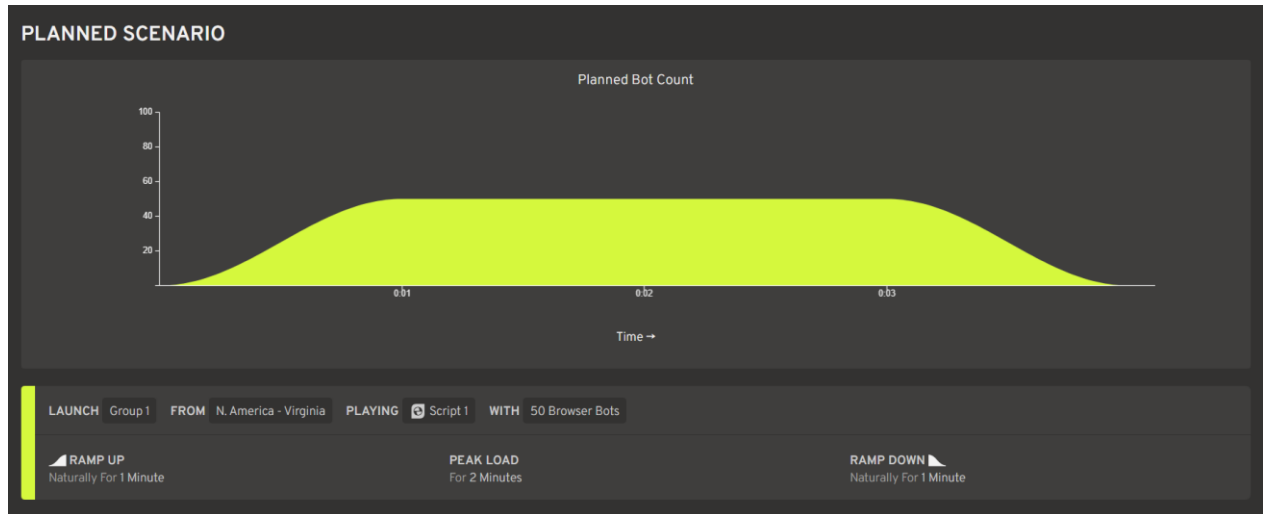 PLANNED SCENARIO
Planned Bot Count
100
80
60
40
20
0:01 0:02 0:03
Time →
LAUNCH Group 1 FROM N. America - Virginia PLAYING Script 1 WITH 50 Browser Bots
RAMP UP PEAK LOAD RAMP DOWN
Naturally For 1 Minute For 2 Minutes Naturally For 1 Minute